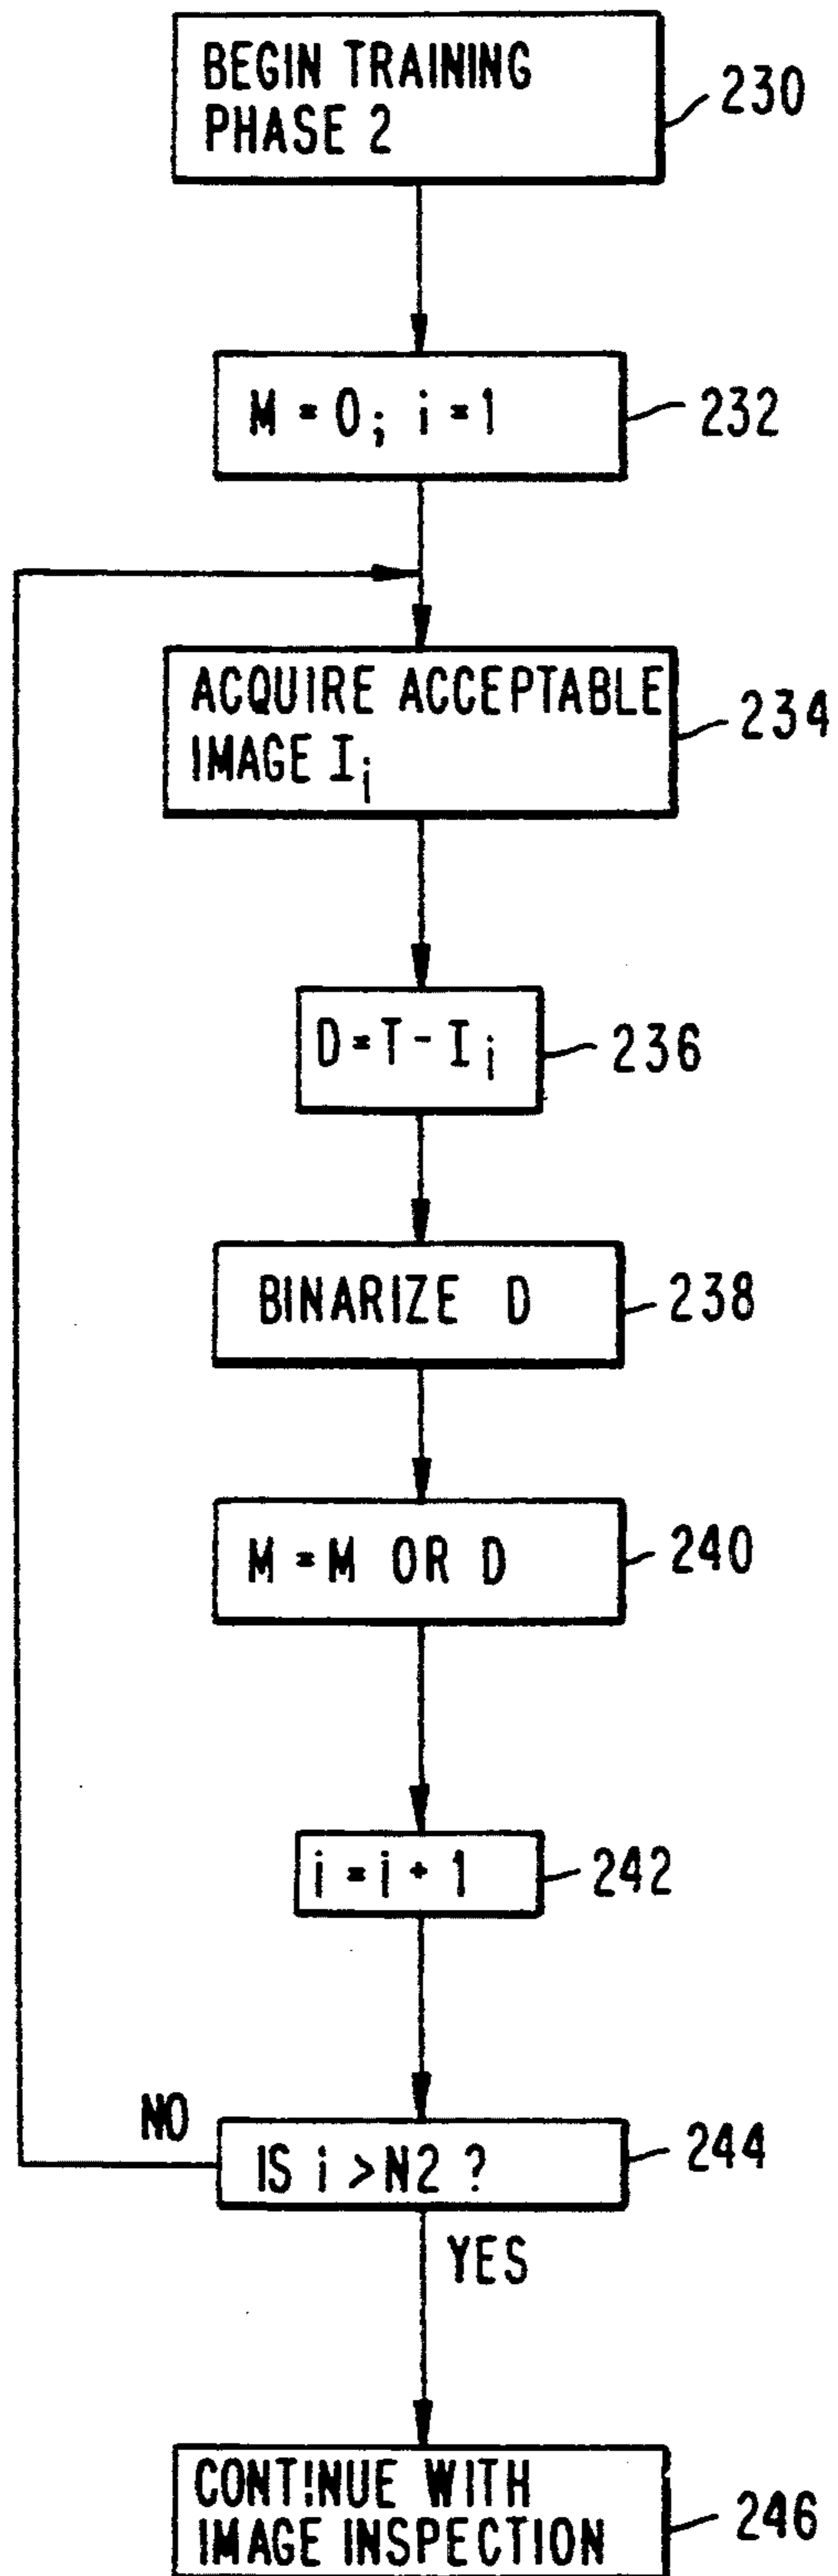 BEGIN TRAINING
PHASE 2
230
M = 0; i = 1
232
ACQUIRE ACCEPTABLE
IMAGE Ii
234
D = T - Ii
236
BINARIZE D
238
M = M OR D
240
i = i + 1
242
NO
IS i > N2 ?
244
YES
CONTINUE WITH
IMAGE INSPECTION
246